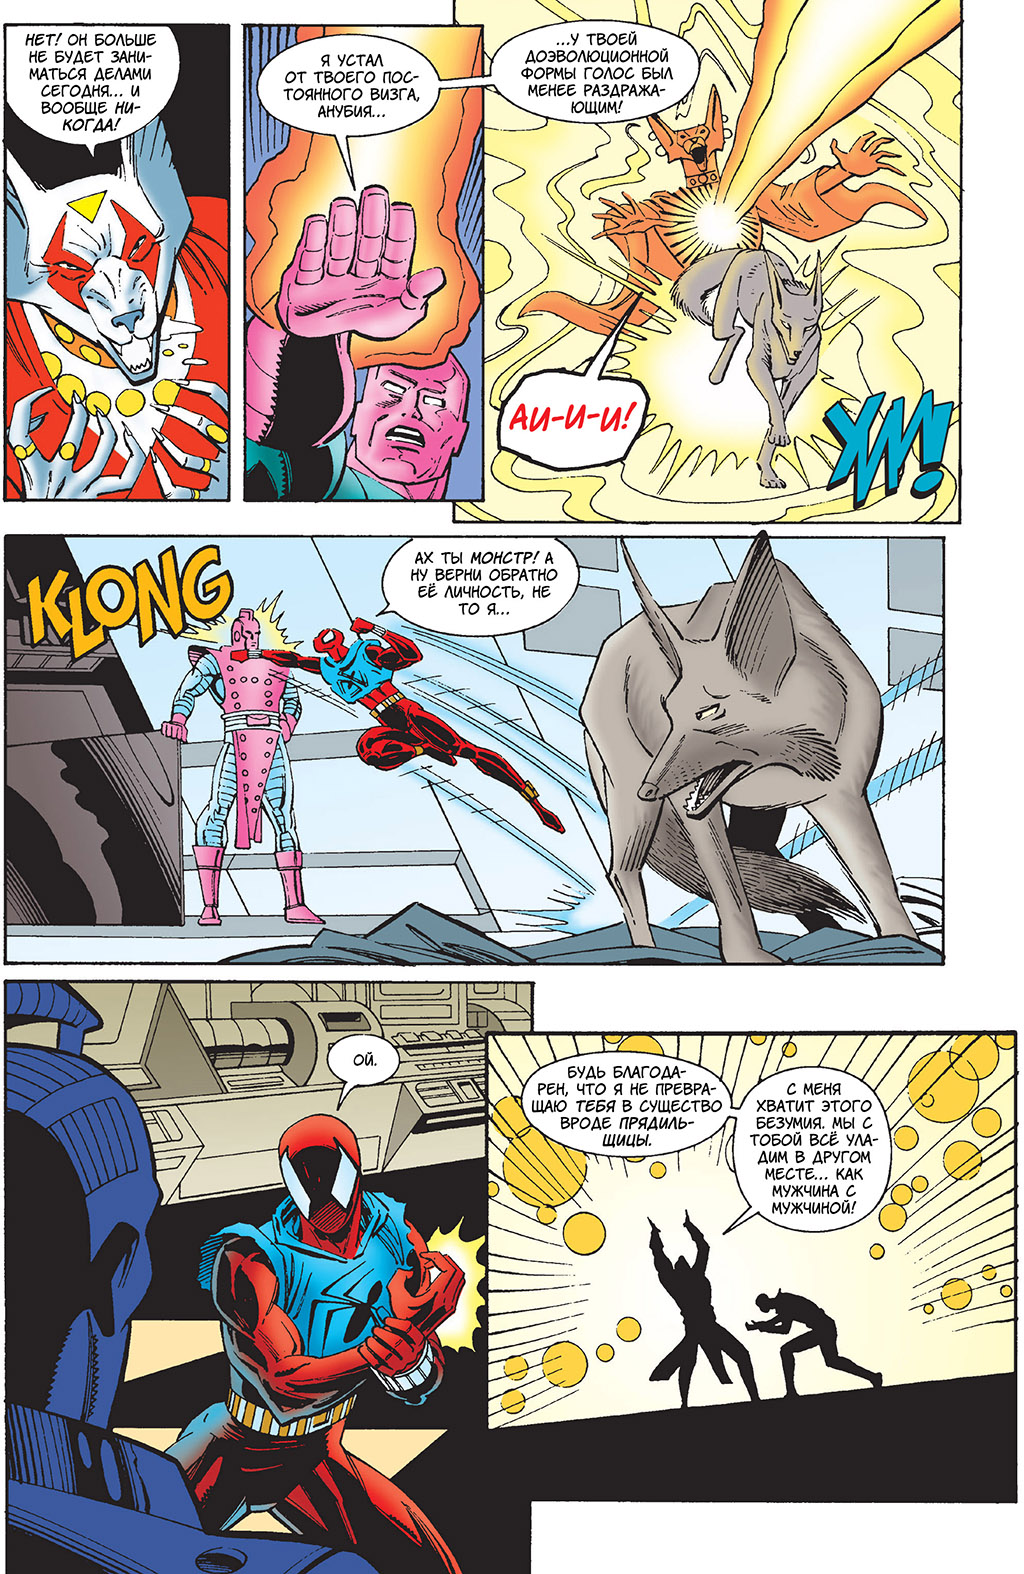 НЕТ! ОН БОЛЬШЕ
НЕ БУДЕТ ЗАНИ-
МАТЬСЯ ДЕЛАМИ
СЕГОДНЯ... И
ВООБЩЕ НИ-
КОГДА!
Я УСТАЛ
ОТ ТВОЕГО ПОС-
ТОЯННОГО ВИЗГА,
АНУБИЯ...
...У ТВОЕЙ
ДОЭВОЛЮЦИОННОЙ
ФОРМЫ ГОЛОС БЫЛ
МЕНЕЕ РАЗДРАЖА-
ЮЩИМ!
АИ-И-И!
УМ!
KLONG
АХ ТЫ МОНСТР! А
НУ ВЕРНИ ОБРАТНО
ЕЁ ЛИЧНОСТЬ, НЕ
ТО Я...
ОЙ.
БУДЬ БЛАГОДА-
РЕН, ЧТО Я НЕ ПРЕВРА-
ЩАЮ ТЕБЯ В СУЩЕСТВО
ВРОДЕ ПРЯДИЛЬ-
ЩИЦЫ.
С МЕНЯ
ХВАТИТ ЭТОГО
БЕЗУМИЯ. МЫ С
ТОБОЙ ВСЁ УЛА-
ДИМ В ДРУГОМ
МЕСТЕ... КАК
МУЖЧИНА С
МУЖЧИНОЙ!